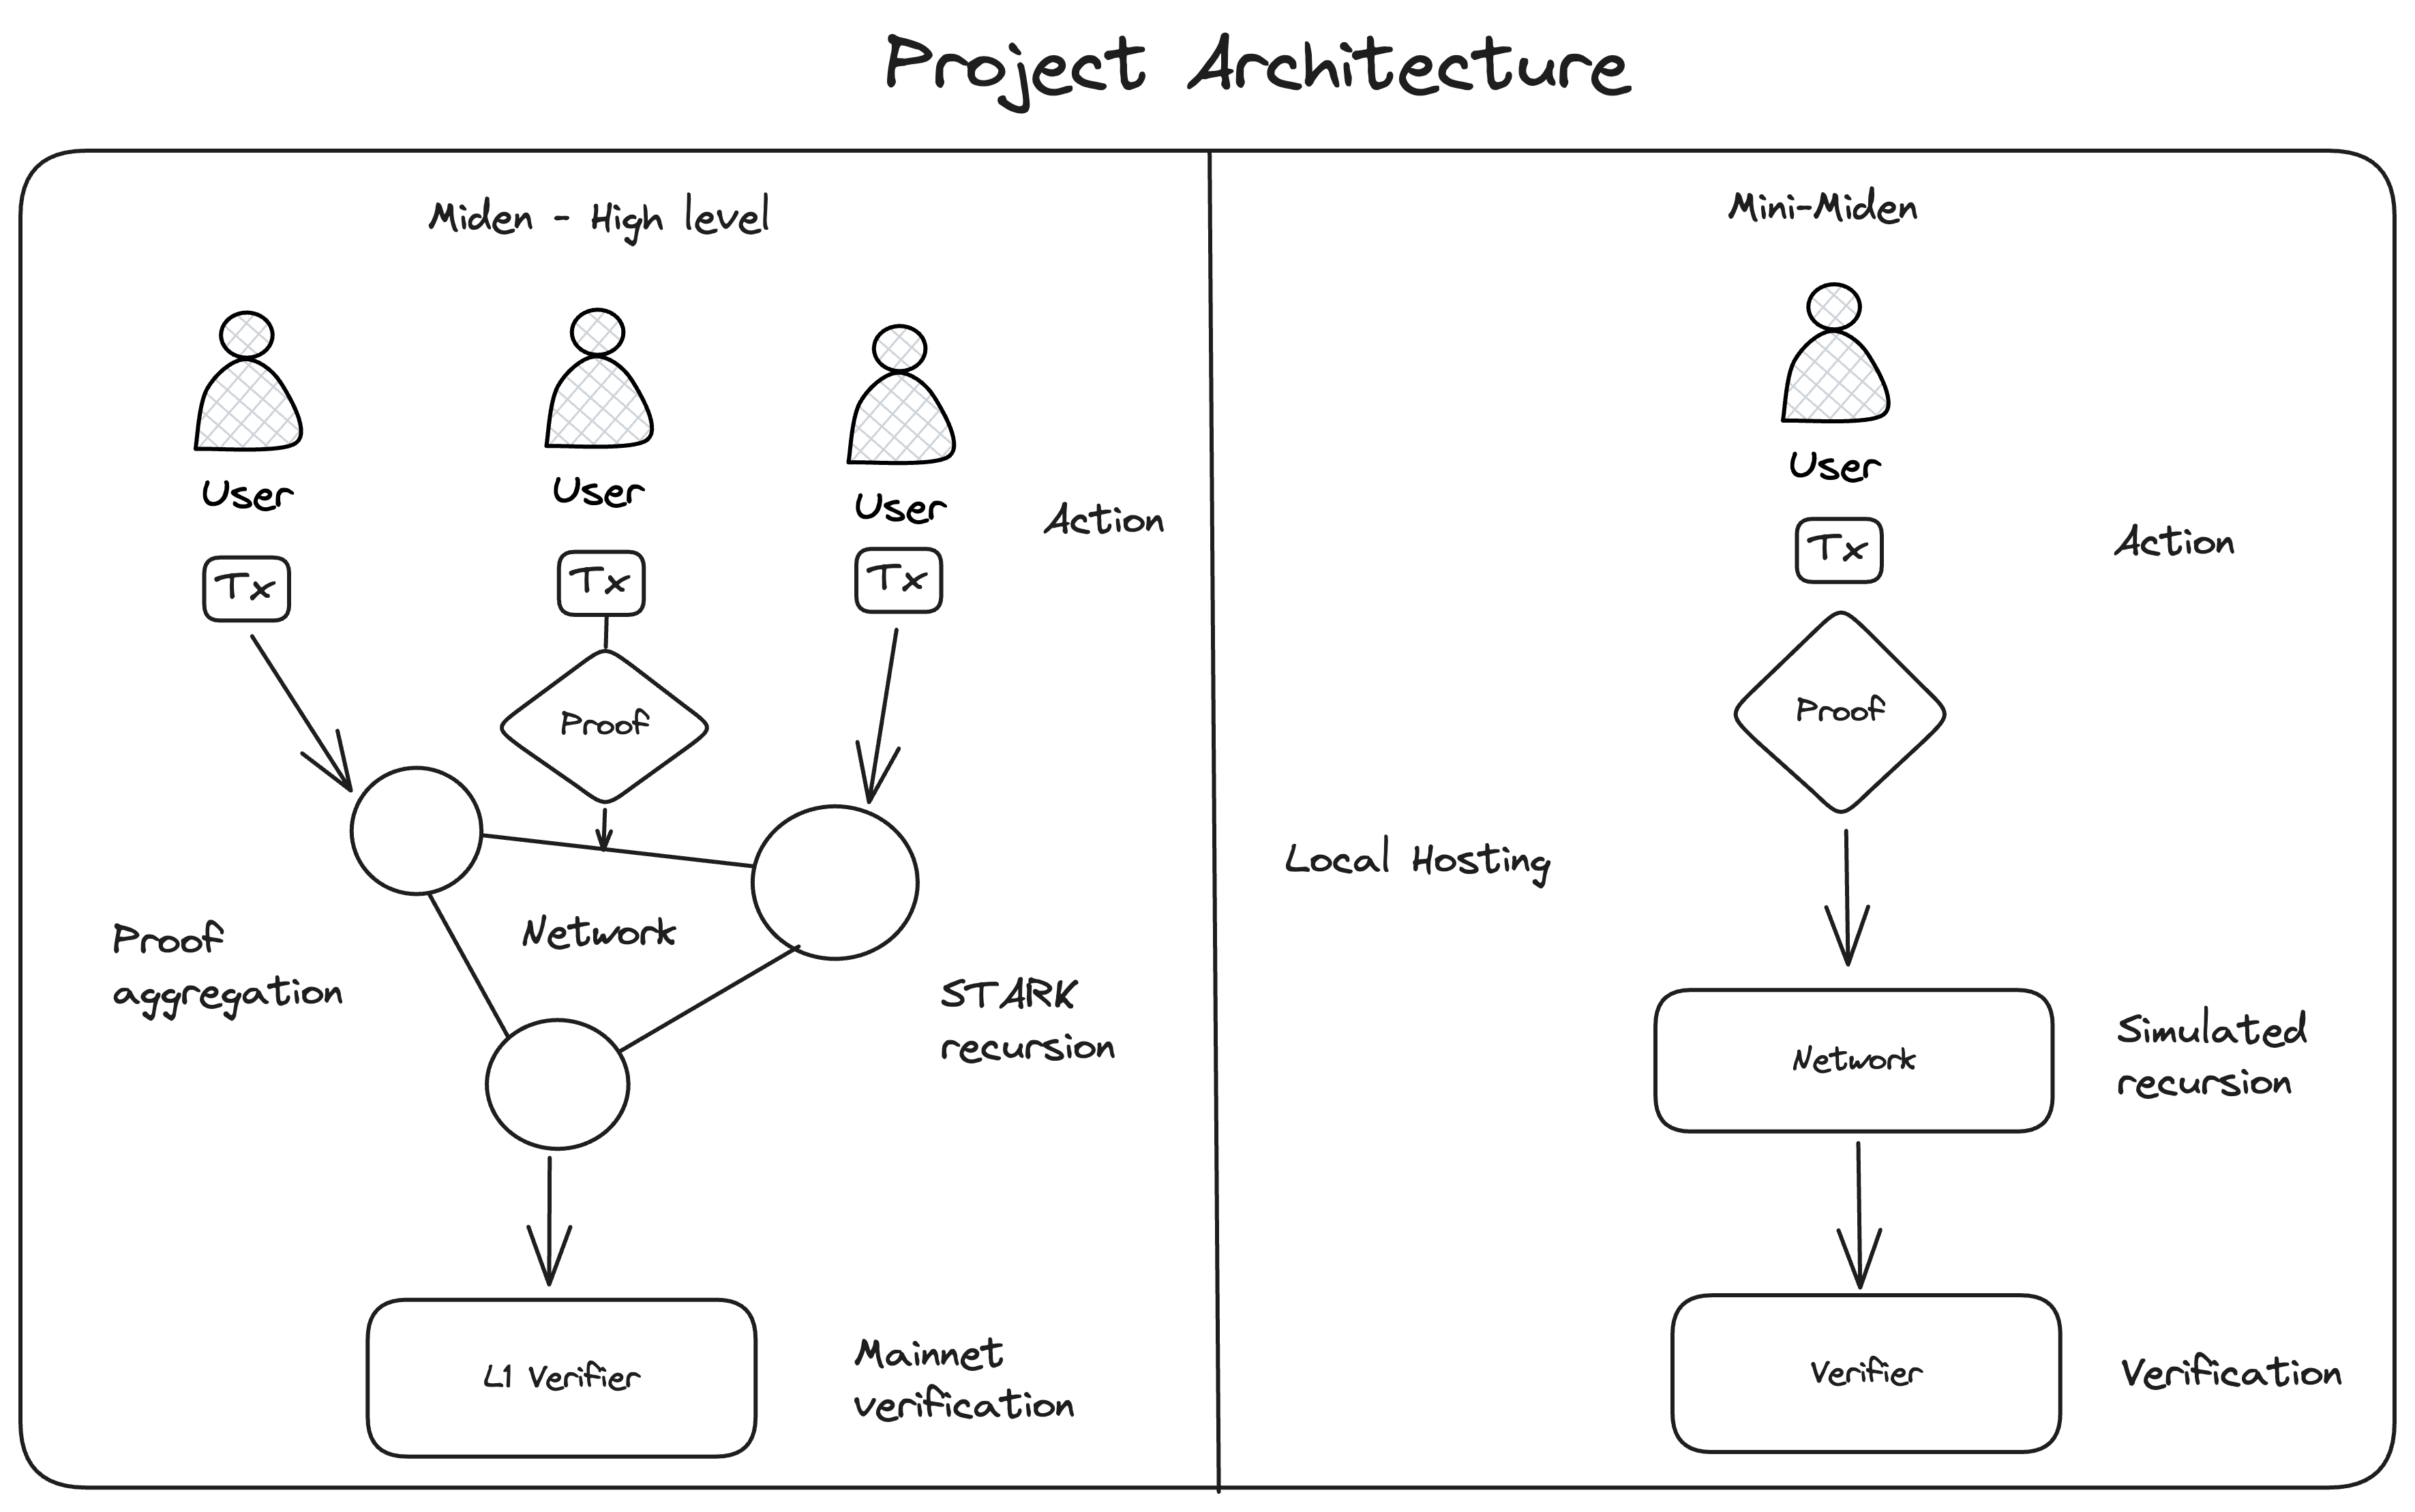 Project Architecture
Miden - High level
User
User
User
Action
Tx
Tx
Tx
Proof
Network
Proof
aggregation
STARK
recursion
L1 Verifier
Mainnet
verification
Mini-Miden
User
Tx
Action
Proof
Local Hosting
Network
Simulated
recursion
Verifier
Verification